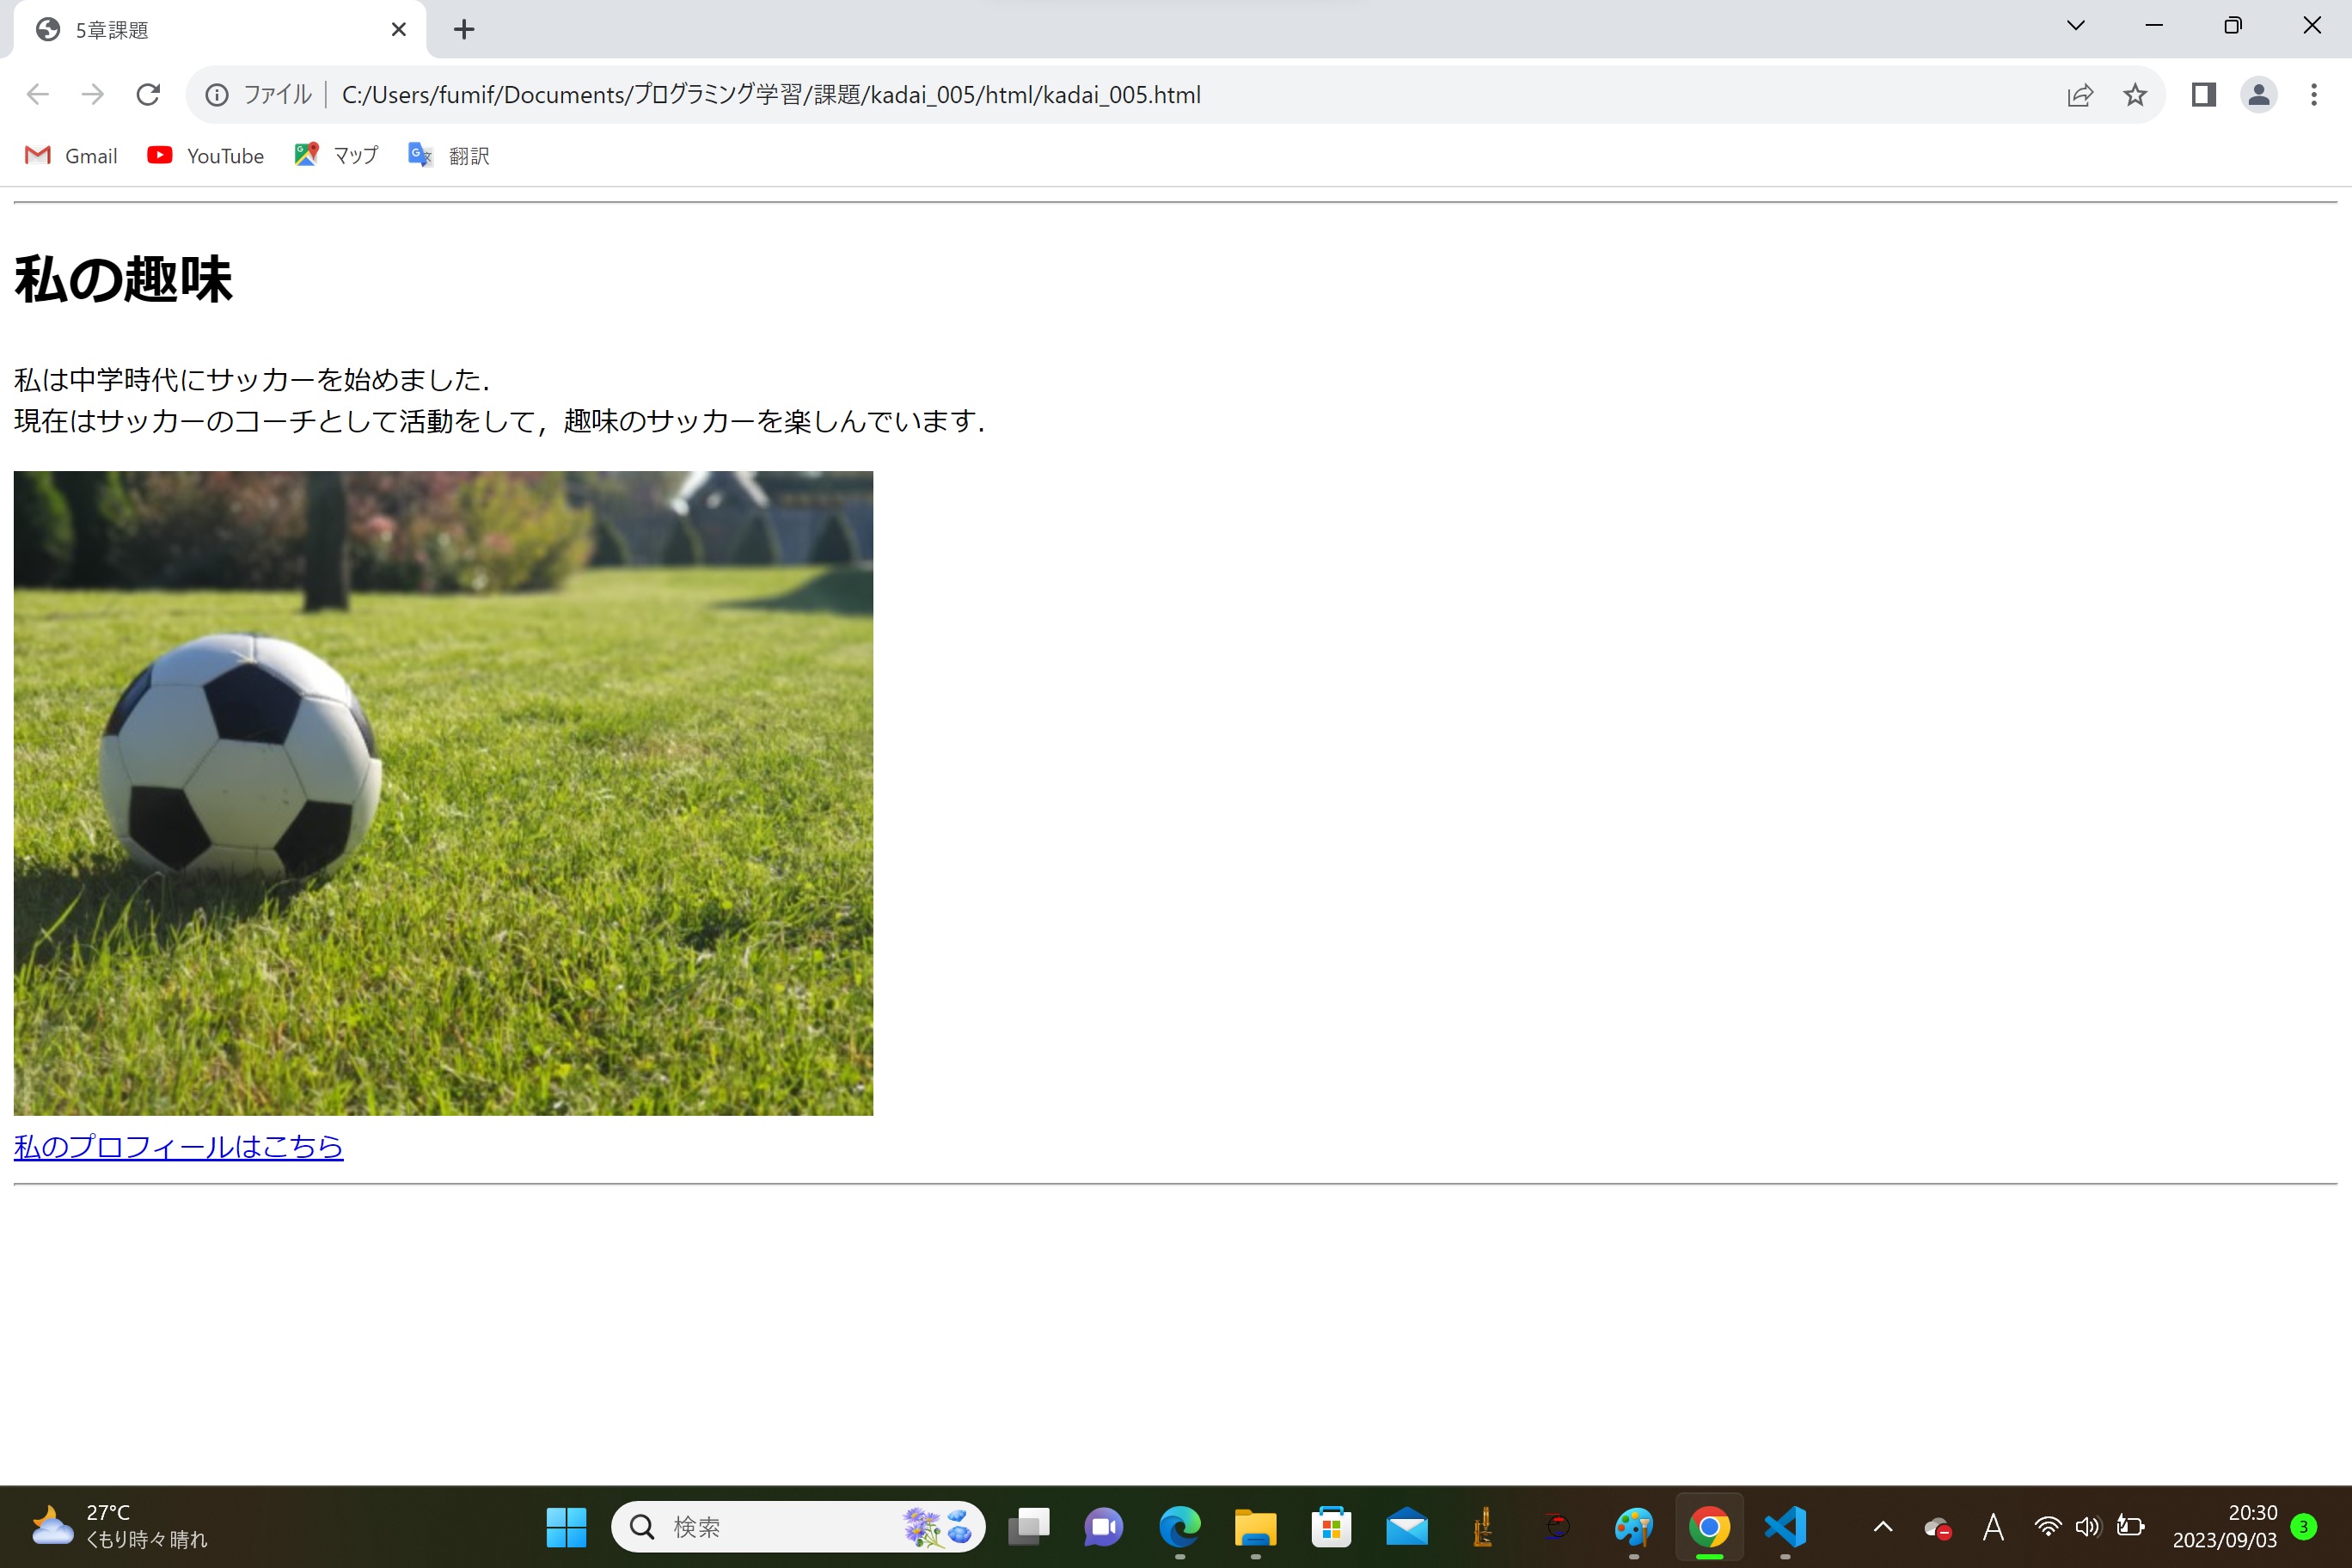 5章課題
ファイル
C:/Users/fumif/Documents/プログラミング学習/課題/kadai_005/html/kadai_005.html
Gmail
YouTube
マップ
翻訳
私の趣味
私は中学時代にサッカーを始めました．
現在はサッカーのコーチとして活動をして，趣味のサッカーを楽しんでいます．
私のプロフィールはこちら
27°C
くもり時々晴れ
検索
A
20:30
2023/09/03
3